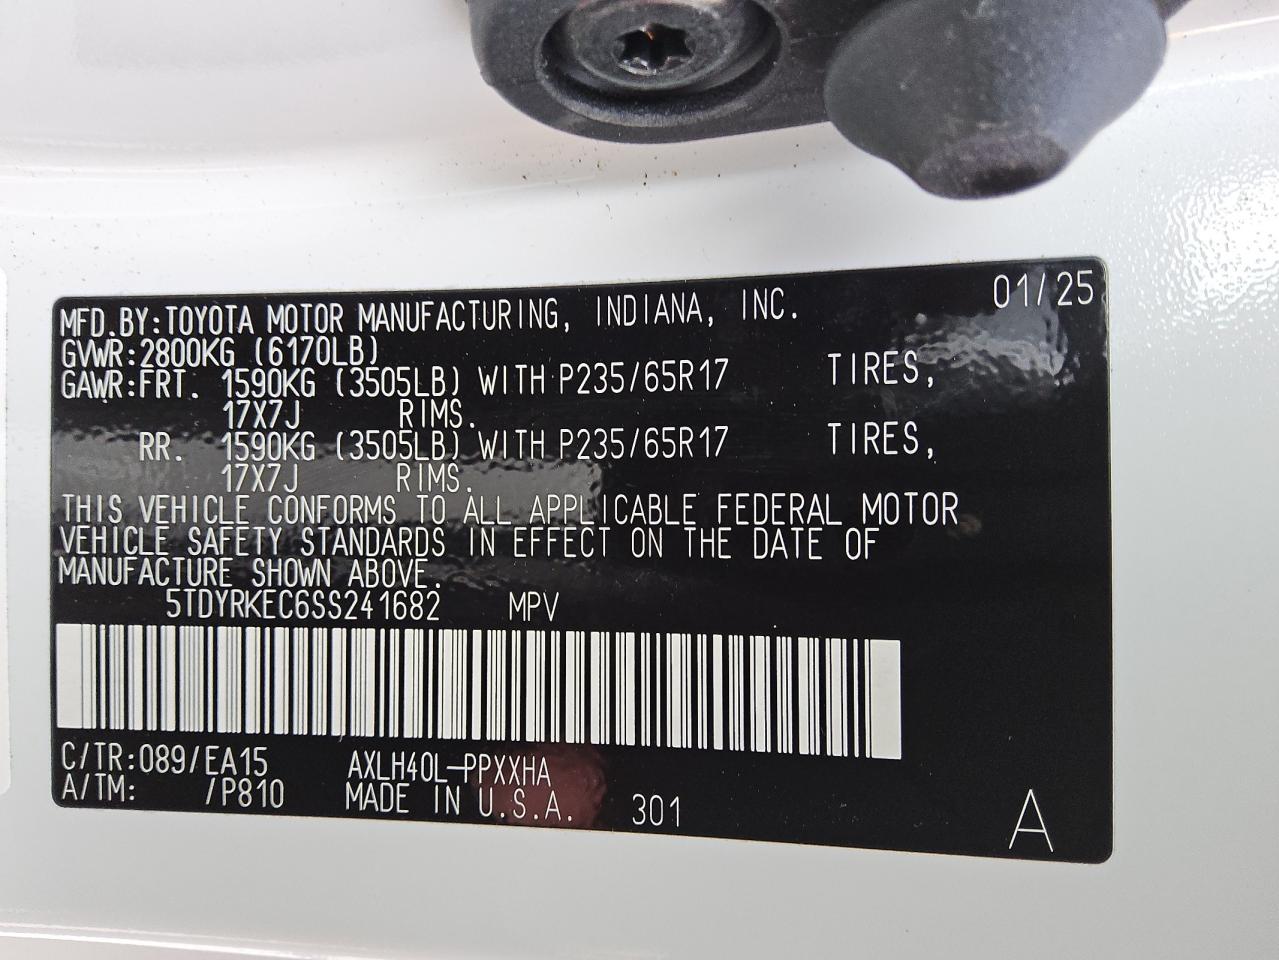 01/25
MFD.BY:TOYOTA MOTOR MANUFACTURING, INDIANA, INC.
GVWR:2800KG (6170LB)
GAWR:FRT. 1590KG (3505LB) WITH P235/65R17 TIRES,
17X7J RIMS.
RR. 1590KG (3505LB) WITH P235/65R17 TIRES,
17X7J RIMS.
THIS VEHICLE CONFORMS TO ALL APPLICABLE FEDERAL MOTOR
VEHICLE SAFETY STANDARDS IN EFFECT ON THE DATE OF
MANUFACTURE SHOWN ABOVE.
5TDYRKEC6SS241682 MPV
C/TR:089/EA15 AXLH40L-PPXXHA
A/TM: /P810 MADE IN U.S.A. 301 A